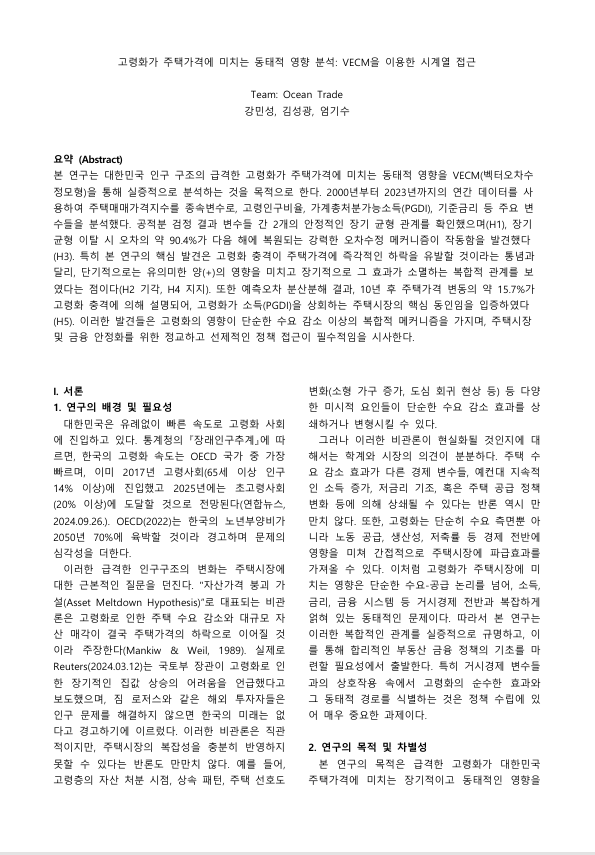 고령화가 주택가격에 미치는 동태적 영향 분석: VECM을 이용한 시계열 접근
Team: Ocean Trade
강민성, 김성광, 엄기수
요약 (Abstract)
본 연구는 대한민국 인구 구조의 급격한 고령화가 주택가격에 미치는 동태적 영향을 VECM(벡터오차수
정모형)을 통해 실증적으로 분석하는 것을 목적으로 한다. 2000년부터 2023년까지의 연간 데이터를 사
용하여 주택매매가격지수를 종속변수로, 고령인구비율, 가계총처분가능소득(PGDI), 기준금리 등 주요 변
수들을 분석했다. 공적분 검정 결과 변수들 간 2개의 안정적인 장기 균형 관계를 확인했으며(H1), 장기
균형 이탈 시 오차의 약 90.4%가 다음 해에 복원되는 강력한 오차수정 메커니즘이 작동함을 발견했다
(H3). 특히 본 연구의 핵심 발견은 고령화 충격이 주택가격에 즉각적인 하락을 유발할 것이라는 통념과
달리, 단기적으로는 유의미한 양(+)의 영향을 미치고 장기적으로 그 효과가 소멸하는 복합적 관계를 보
였다는 점이다(H2 기각, H4 지지). 또한 예측오차 분산분해 결과, 10년 후 주택가격 변동의 약 15.7%가
고령화 충격에 의해 설명되어, 고령화가 소득(PGDI)을 상회하는 주택시장의 핵심 동인임을 입증하였다
(H5). 이러한 발견들은 고령화의 영향이 단순한 수요 감소 이상의 복합적 메커니즘을 가지며, 주택시장
및 금융 안정화를 위한 정교하고 선제적인 정책 접근이 필수적임을 시사한다.
I. 서론
1. 연구의 배경 및 필요성
대한민국은 유례없이 빠른 속도로 고령화 사회
에 진입하고 있다. 통계청의 『장래인구추계』에 따
르면, 한국의 고령화 속도는 OECD 국가 중 가장
빠르며, 이미 2017년 고령사회(65세 이상 인구
14% 이상)에 진입했고 2025년에는 초고령사회
(20% 이상)에 도달할 것으로 전망된다(연합뉴스,
2024.09.26.). OECD(2022)는 한국의 노년부양비가
2050년 70%에 육박할 것이라 경고하며 문제의
심각성을 더한다.
이러한 급격한 인구구조의 변화는 주택시장에
대한 근본적인 질문을 던진다. "자산가격 붕괴 가
설(Asset Meltdown Hypothesis)"로 대표되는 비관
론은 고령화로 인한 주택 수요 감소와 대규모 자
산 매각이 결국 주택가격의 하락으로 이어질 것
이라 주장한다(Mankiw & Weil, 1989). 실제로
Reuters(2024.03.12)는 국토부 장관이 고령화로 인
한 장기적인 집값 상승의 어려움을 언급했다고
보도했으며, 짐 로저스와 같은 해외 투자자들은
인구 문제를 해결하지 않으면 한국의 미래는 없
다고 경고하기에 이르렀다. 이러한 비관론은 직관
적이지만, 주택시장의 복잡성을 충분히 반영하지
못할 수 있다는 반론도 만만치 않다. 예를 들어,
고령층의 자산 처분 시점, 상속 패턴, 주택 선호도
변화(소형 가구 증가, 도심 회귀 현상 등) 등 다양
한 미시적 요인들이 단순한 수요 감소 효과를 상
쇄하거나 변형시킬 수 있다.
그러나 이러한 비관론이 현실화될 것인지에 대
해서는 학계와 시장의 의견이 분분하다. 주택 수
요 감소 효과가 다른 경제 변수들, 예컨대 지속적
인 소득 증가, 저금리 기조, 혹은 주택 공급 정책
변화 등에 의해 상쇄될 수 있다는 반론 역시 만
만치 않다. 또한, 고령화는 단순히 수요 측면뿐 아
니라 노동 공급, 생산성, 저축률 등 경제 전반에
영향을 미쳐 간접적으로 주택시장에 파급효과를
가져올 수 있다. 이처럼 고령화가 주택시장에 미
치는 영향은 단순한 수요-공급 논리를 넘어, 소득,
금리, 금융 시스템 등 거시경제 전반과 복잡하게
얽혀 있는 동태적인 문제이다. 따라서 본 연구는
이러한 복합적인 관계를 실증적으로 규명하고, 이
를 통해 합리적인 부동산 금융 정책의 기초를 마
련할 필요성에서 출발한다. 특히 거시경제 변수들
과의 상호작용 속에서 고령화의 순수한 효과와
그 동태적 경로를 식별하는 것은 정책 수립에 있
어 매우 중요한 과제이다.
2. 연구의 목적 및 차별성
본 연구의 목적은 급격한 고령화가 대한민국
주택가격에 미치는 장기적이고 동태적인 영향을